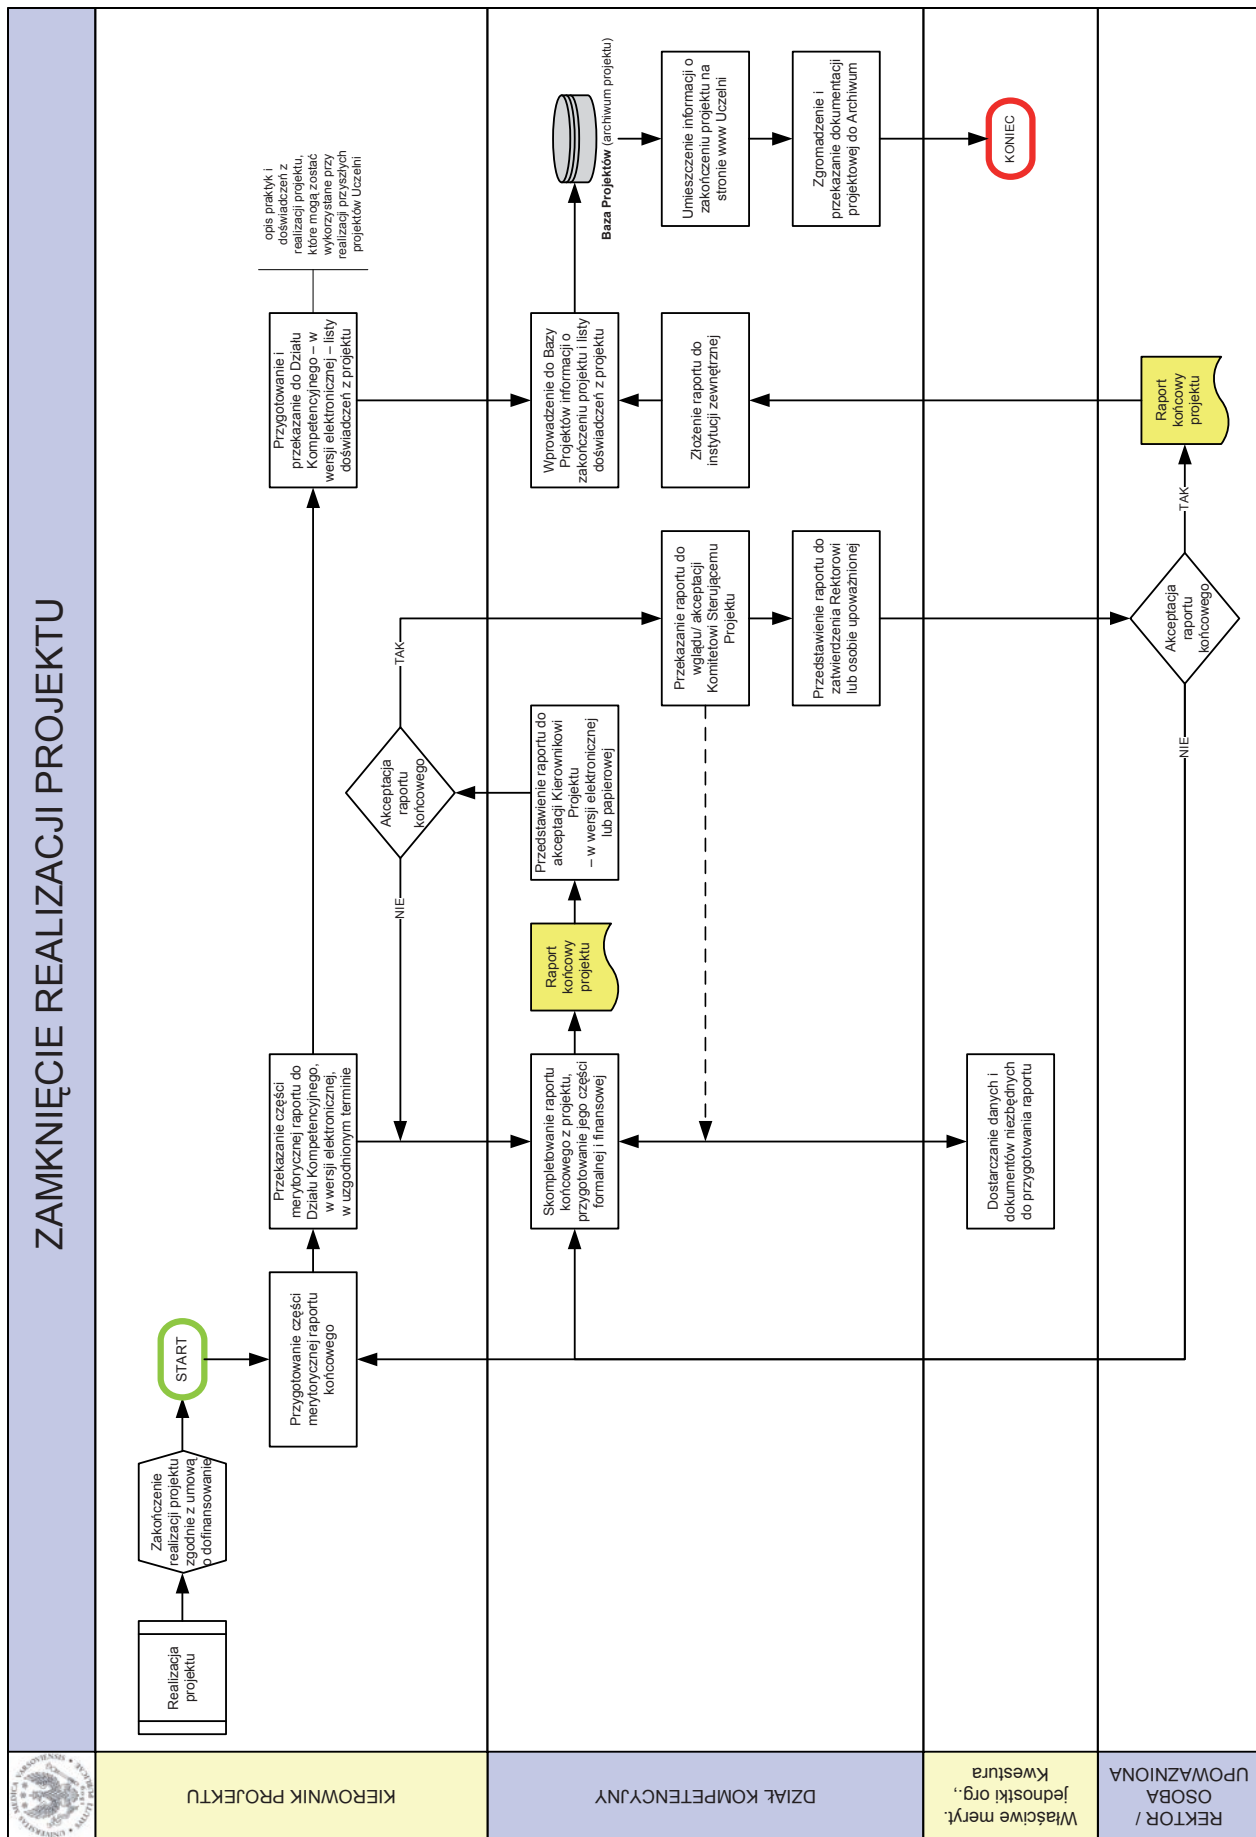 ZAMKNIĘCIE REALIZACJI PROJEKTU
KIEROWNIK PROJEKTU
Realizacja
projektu
Zakończenie
realizacji projektu
zgodnie z umową
o dofinansowanie
START
Przygotowanie części
merytorycznej raportu
końcowego
Przekazanie części
merytorycznej raportu do
Działu Kompetencyjnego,
w wersji elektronicznej,
w uzgodnionym terminie
NIE
Akceptacja
raportu
końcowego
TAK
Przygotowanie i
przekazanie do Działu
Kompetencyjnego – w
wersji elektronicznej – listy
doświadczeń z projektu
opis praktyk i
doświadczeń z
realizacji projektu,
które mogą zostać
wykorzystane przy
realizacji przyszłych
projektów Uczelni
DZIAŁ KOMPETENCYJNY
Skompletowanie raportu
końcowego z projektu,
przygotowanie jego części
formalnej i finansowej
Raport
końcowy
projektu
Przedstawienie raportu do
akceptacji Kierownikowi
Projektu
– w wersji elektronicznej
lub papierowej
Przekazanie raportu do
wglądu/ akceptacji
Komitetowi Sterującemu
Projektu
Przedstawienie raportu do
zatwierdzenia Rektorowi
lub osobie upoważnionej
Wprowadzenie do Bazy
Projektów informacji o
zakończeniu projektu i listy
doświadczeń z projektu
Złożenie raportu do
instytucji zewnętrznej
Baza Projektów (archiwum projektu)
Umieszczenie informacji o
zakończeniu projektu na
stronie www Uczelni
Zgromadzenie i
przekazanie dokumentacji
projektowej do Archiwum
Właściwe meryt.
jednostki org.,
Kwestura
Dostarczanie danych i
dokumentów niezbędnych
do przygotowania raportu
KONIEC
REKTOR /
OSOBA
UPOWAŻNIONA
NIE
Akceptacja
raportu
końcowego
TAK
Raport
końcowy
projektu